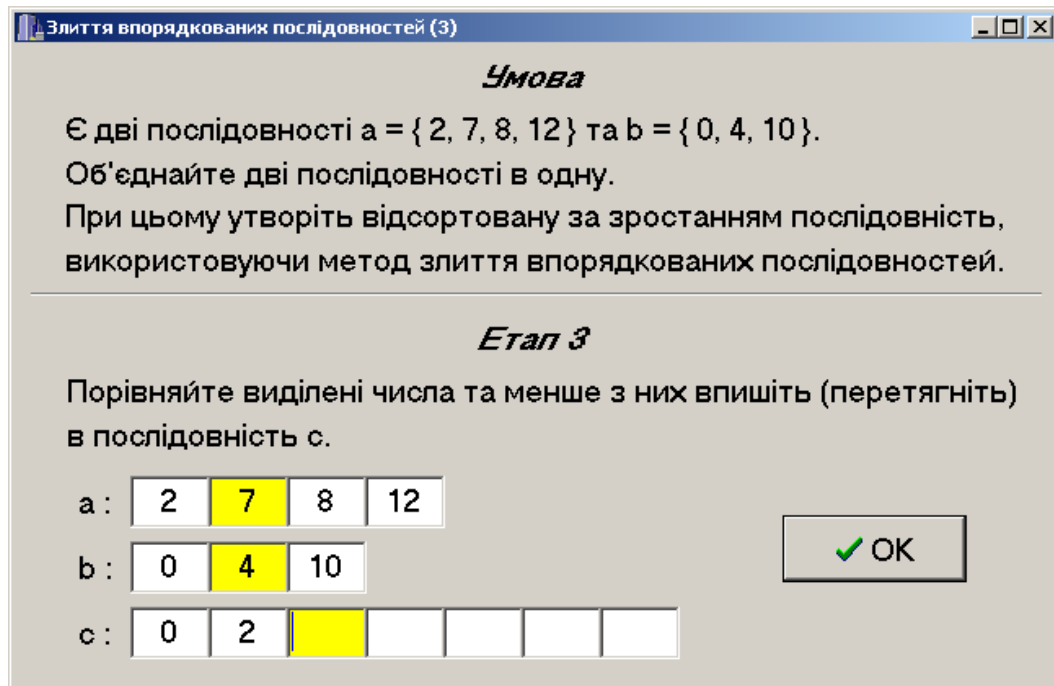 Злиття впорядкованих послідовностей (3)
Умова
Є дві послідовності a = { 2, 7, 8, 12 } та b = { 0, 4, 10 }.
Об'єднайте дві послідовності в одну.
При цьому утворіть відсортовану за зростанням послідовність,
використовуючи метод злиття впорядкованих послідовностей.
Етап 3
Порівняйте виділені числа та менше з них впишіть (перетягніть)
в послідовність c.
a : 2 7 8 12
b : 0 4 10
OK
c : 0 2